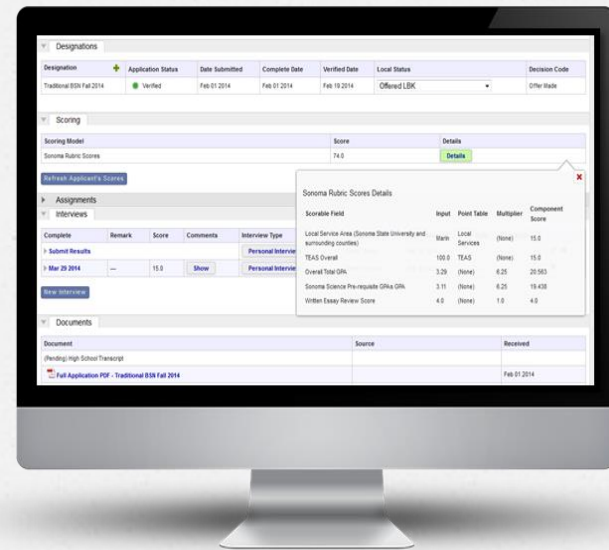 Designations
Designation Application Status Date Submitted Complete Date Verified Date Local Status Decision Code
Traditional BSN Fall 2014 Verified Feb 01 2014 Feb 01 2014 Feb 19 2014 Offered LBK Offer Made
Scoring
Scoring Model Score Details
Sonoma Rubric Scores 74.0 Details
Refresh Applicant's Scores
Assignments
Interviews
Complete Remark Score Comments Interview Type
Submit Results Personal Interview
Mar 29 2014 --- 15.0 Show Personal Interview
New Interview
Sonoma Rubric Scores Details
Scorable Field Input Point Table Multiplier Component Score
Local Service Area (Sonoma State University and surrounding counties) Marin Local Services (None) 15.0
TEAS Overall 100.0 TEAS (None) 15.0
Overall Total GPA 3.29 (None) 6.25 20.563
Sonoma Science Pre-requisite GPAs GPA 3.11 (None) 6.25 19.438
Written Essay Review Score 4.0 (None) 1.0 4.0
Documents
Document Source Received
(Pending) High School Transcript
Full Application PDF - Traditional BSN Fall 2014 Feb 01 2014